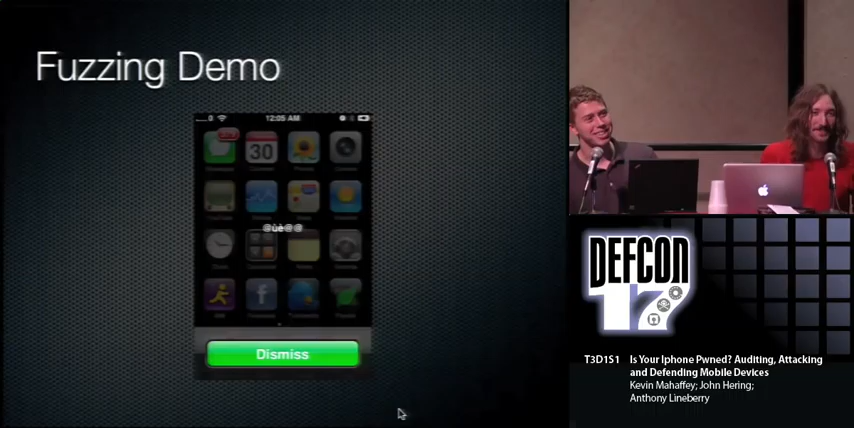 Fuzzing Demo
12:05 AM
30
@ùè@@
Dismiss
DEFCON
17
T3D1S1 Is Your Iphone Pwned? Auditing, Attacking
and Defending Mobile Devices
Kevin Mahaffey; John Hering;
Anthony Lineberry